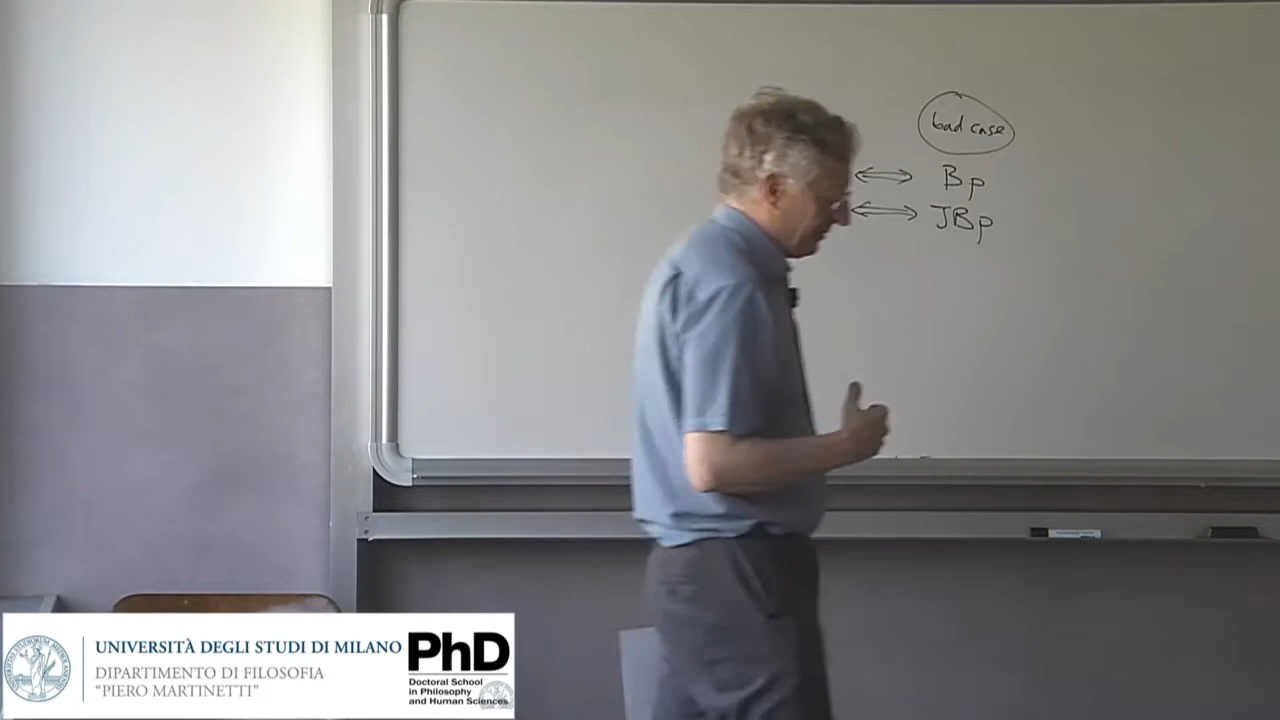 bad case
⇔ Bp
⇔ JBp
UNIVERSITÀ DEGLI STUDI DI MILANO
DIPARTIMENTO DI FILOSOFIA
“PIERO MARTINETTI”
PhD
Doctoral School
in Philosophy
and Human Sciences